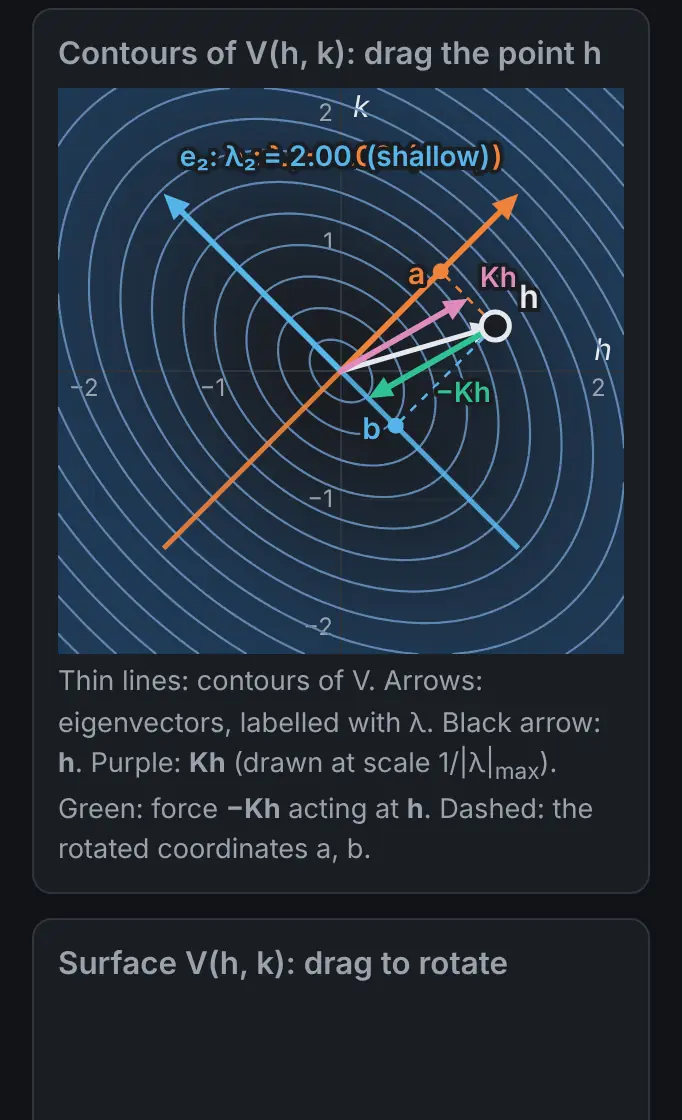 Contours of V(h, k): drag the point h
2 k
e₂: λ₂ = 2.00 (shallow)
1
a
Kh
h
h
−2
−1
2
−Kh
b
−1
−2
Thin lines: contours of V. Arrows:
eigenvectors, labelled with λ. Black arrow:
h. Purple: Kh (drawn at scale 1/|λ|max).
Green: force −Kh acting at h. Dashed: the
rotated coordinates a, b.
Surface V(h, k): drag to rotate